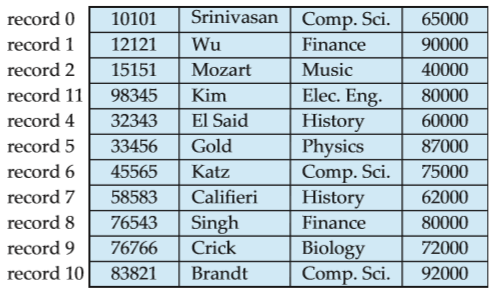 record 0 10101 Srinivasan Comp. Sci. 65000
record 1 12121 Wu Finance 90000
record 2 15151 Mozart Music 40000
record 11 98345 Kim Elec. Eng. 80000
record 4 32343 El Said History 60000
record 5 33456 Gold Physics 87000
record 6 45565 Katz Comp. Sci. 75000
record 7 58583 Califieri History 62000
record 8 76543 Singh Finance 80000
record 9 76766 Crick Biology 72000
record 10 83821 Brandt Comp. Sci. 92000